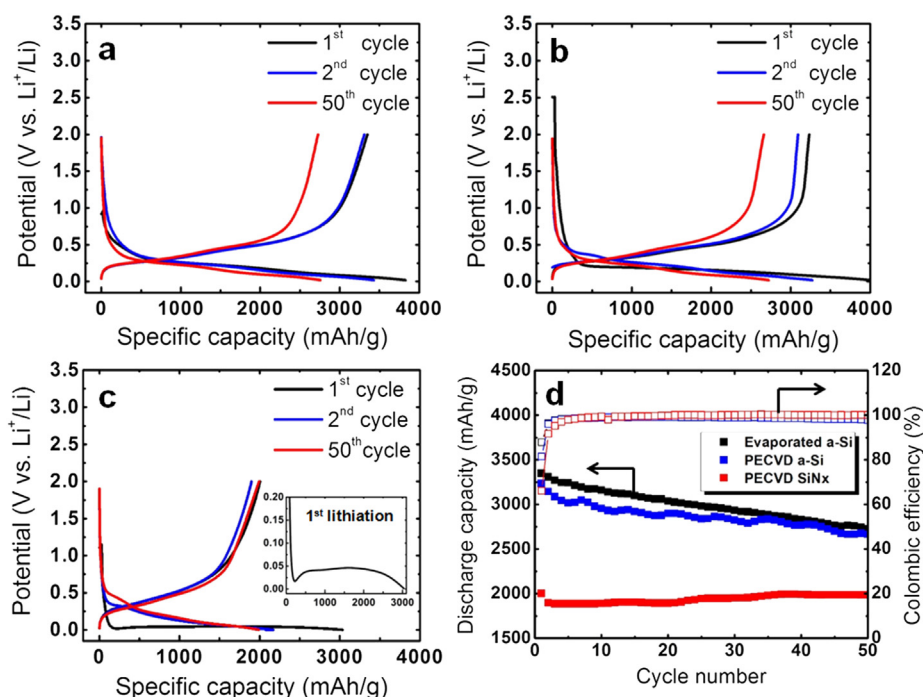 a
1st cycle
2nd cycle
50th cycle
3.5
3.0
2.5
2.0
1.5
1.0
0.5
0.0
Potential (V vs. Li+/Li)
0 1000 2000 3000 4000
Specific capacity (mAh/g)
b
1st cycle
2nd cycle
50th cycle
3.5
3.0
2.5
2.0
1.5
1.0
0.5
0.0
Potential (V vs. Li+/Li)
0 1000 2000 3000 4000
Specific capacity (mAh/g)
c
1st cycle
2nd cycle
50th cycle
3.5
3.0
2.5
2.0
1.5
1.0
0.5
0.0
Potential (V vs. Li+/Li)
0 1000 2000 3000 4000
Specific capacity (mAh/g)
1st lithiation
0.20
0.15
0.10
0.05
0.00
0 1000 2000 3000
d
Evaporated a-Si
PECVD a-Si
PECVD SiNx
4500
4000
3500
3000
2500
2000
1500
Discharge capacity (mAh/g)
120
100
80
60
40
20
0
Colombic efficiency (%)
0 10 20 30 40 50
Cycle number